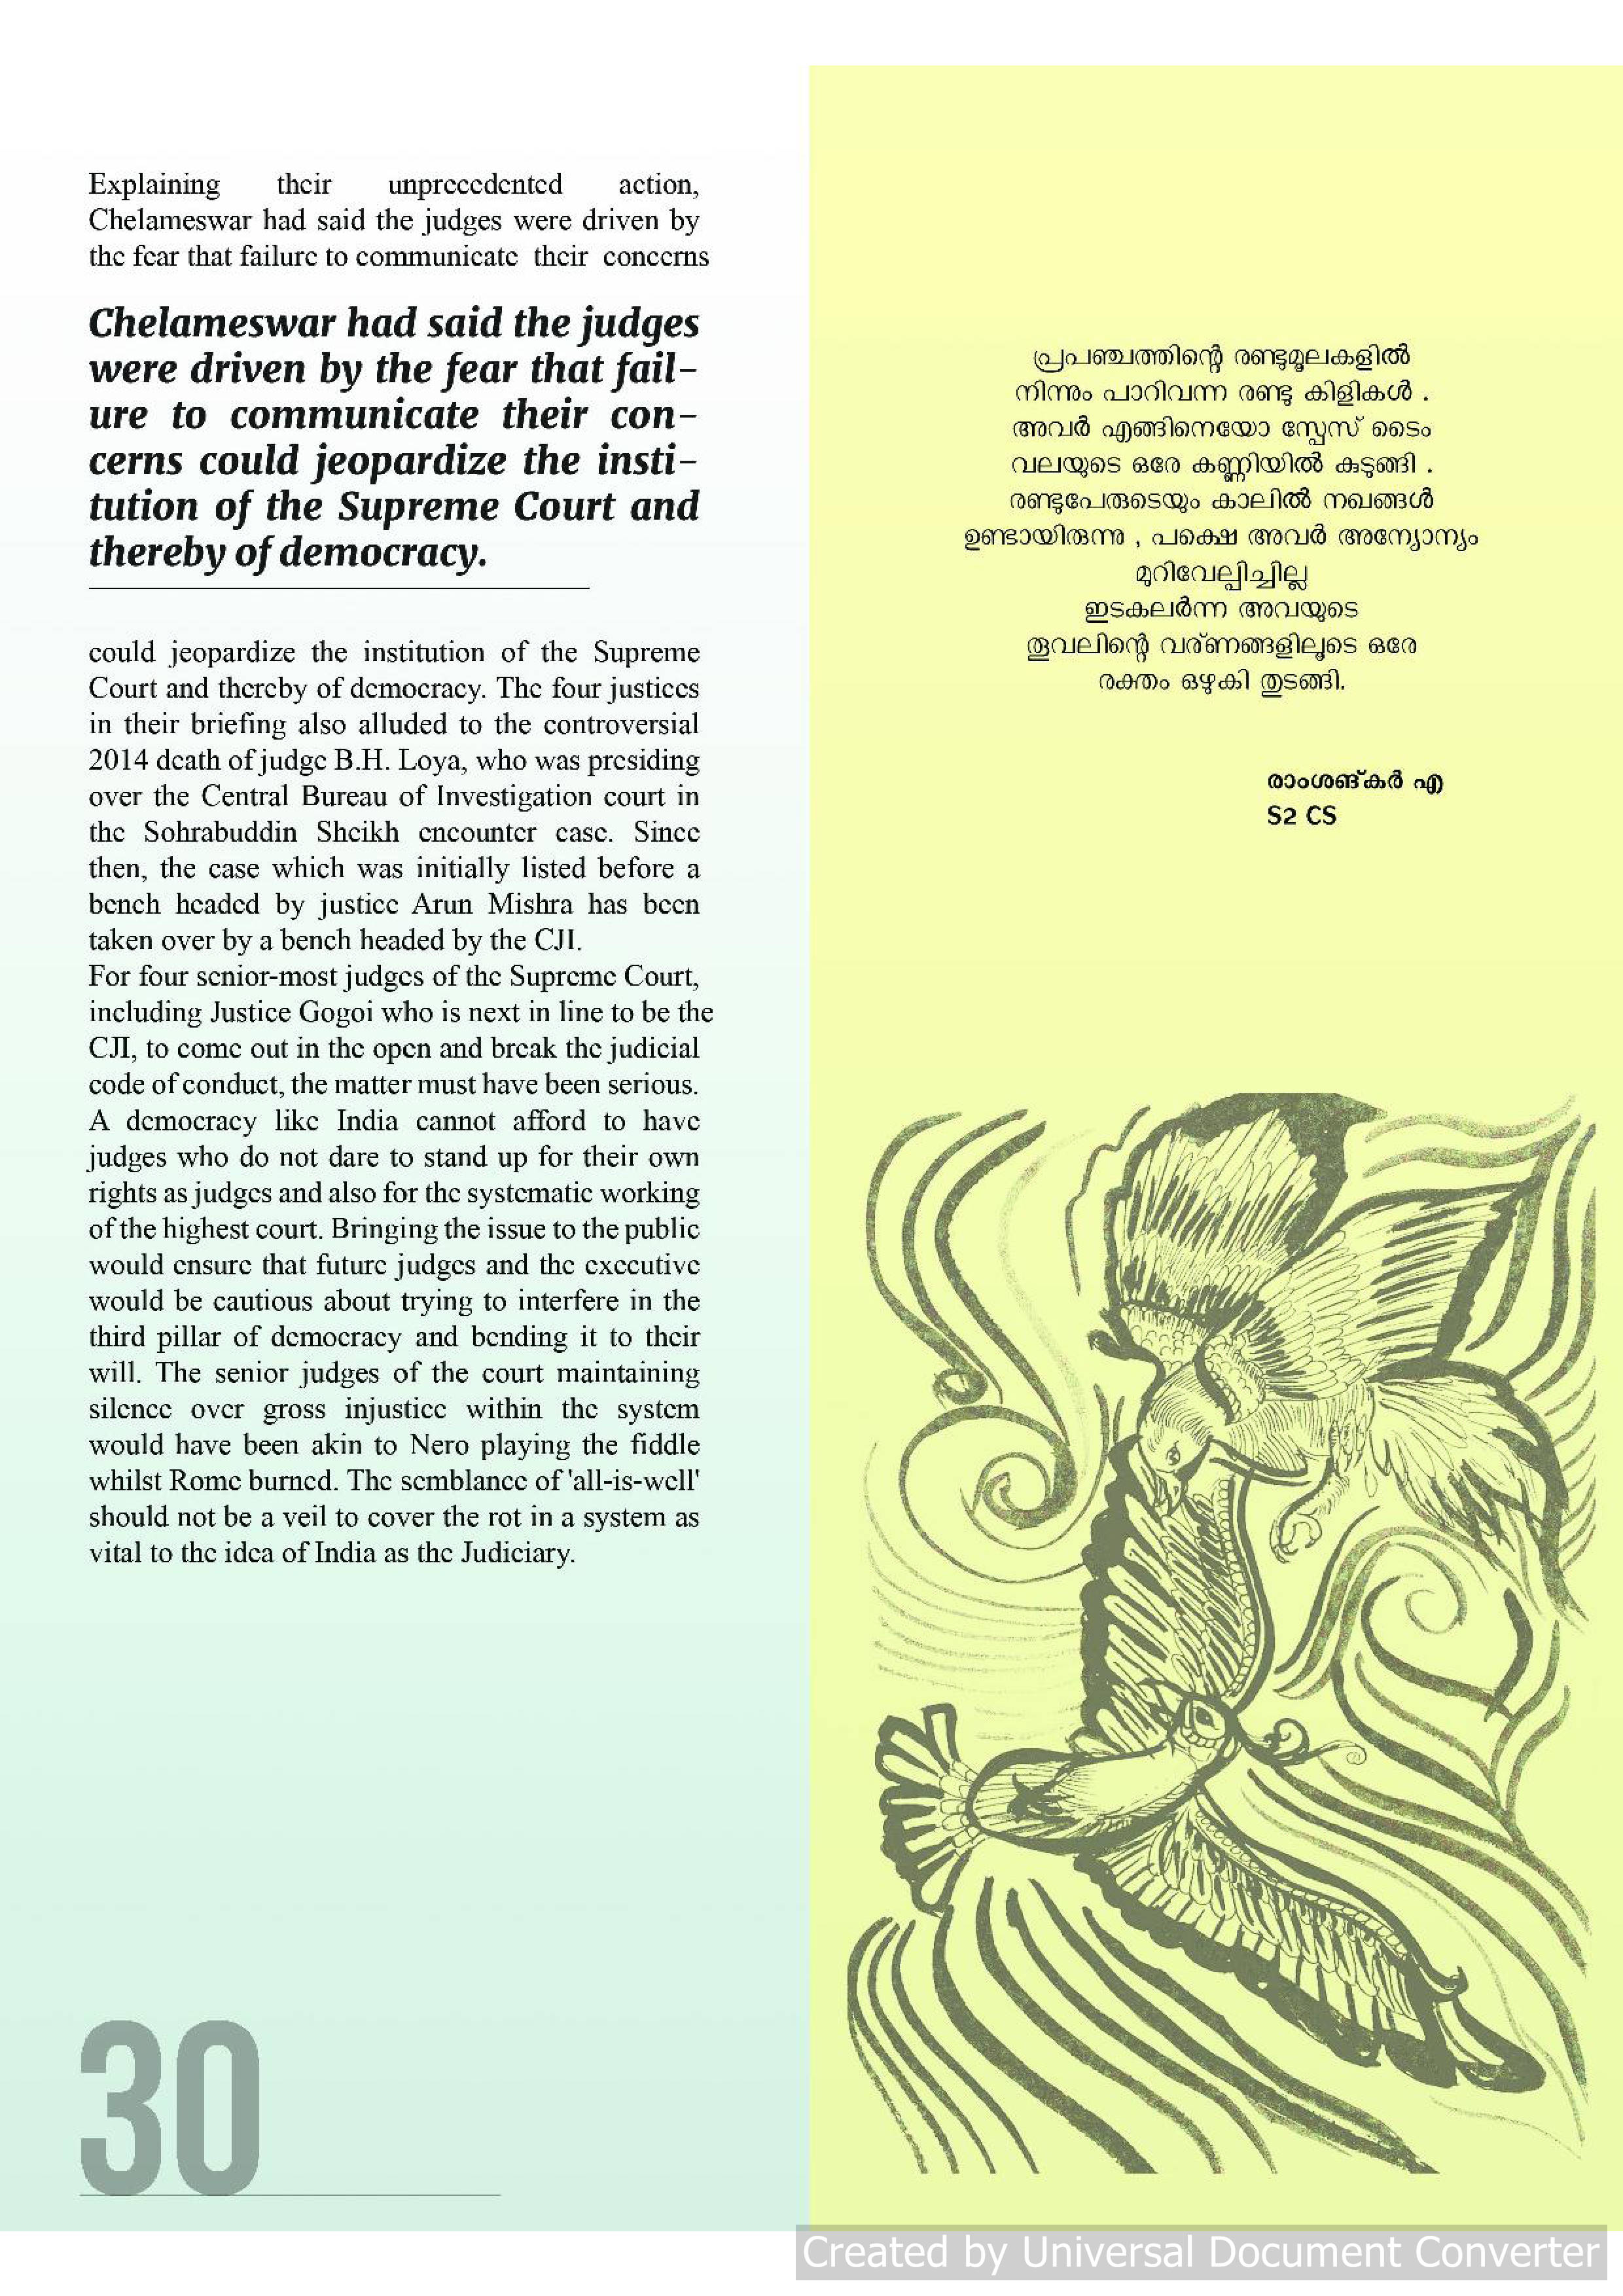 Explaining their unprecedented action,
Chelameswar had said the judges were driven by
the fear that failure to communicate their concerns
Chelameswar had said the judges
were driven by the fear that fail-
ure to communicate their con-
cerns could jeopardize the insti-
tution of the Supreme Court and
thereby of democracy.
could jeopardize the institution of the Supreme
Court and thereby of democracy. The four justices
in their briefing also alluded to the controversial
2014 death of judge B.H. Loya, who was presiding
over the Central Bureau of Investigation court in
the Sohrabuddin Sheikh encounter case. Since
then, the case which was initially listed before a
bench headed by justice Arun Mishra has been
taken over by a bench headed by the CJI.
For four senior-most judges of the Supreme Court,
including Justice Gogoi who is next in line to be the
CJI, to come out in the open and break the judicial
code of conduct, the matter must have been serious.
A democracy like India cannot afford to have
judges who do not dare to stand up for their own
rights as judges and also for the systematic working
of the highest court. Bringing the issue to the public
would ensure that future judges and the executive
would be cautious about trying to interfere in the
third pillar of democracy and bending it to their
will. The senior judges of the court maintaining
silence over gross injustice within the system
would have been akin to Nero playing the fiddle
whilst Rome burned. The semblance of 'all-is-well'
should not be a veil to cover the rot in a system as
vital to the idea of India as the Judiciary.
30
പ്രപഞ്ചത്തിന്റെ രണ്ടുമൂലകളിൽ
നിന്നും പാറിവന്ന രണ്ടു കിളികൾ .
അവർ എങ്ങിനെയോ സ്പേസ് ടൈം
വലയുടെ ഒരേ കണ്ണിയിൽ കുടുങ്ങി .
രണ്ടുപേരുടെയും കാലിൽ നഖങ്ങൾ
ഉണ്ടായിരുന്നു , പക്ഷെ അവർ അന്യോന്യം
മുറിവേല്പിച്ചില്ല
ഇടകലർന്ന അവയുടെ
തൂവലിന്റെ വര്ണങ്ങളിലൂടെ ഒരേ
രക്തം ഒഴുകി തുടങ്ങി.
രാംശങ്കർ എ
S2 CS
Created by Universal Document Converter